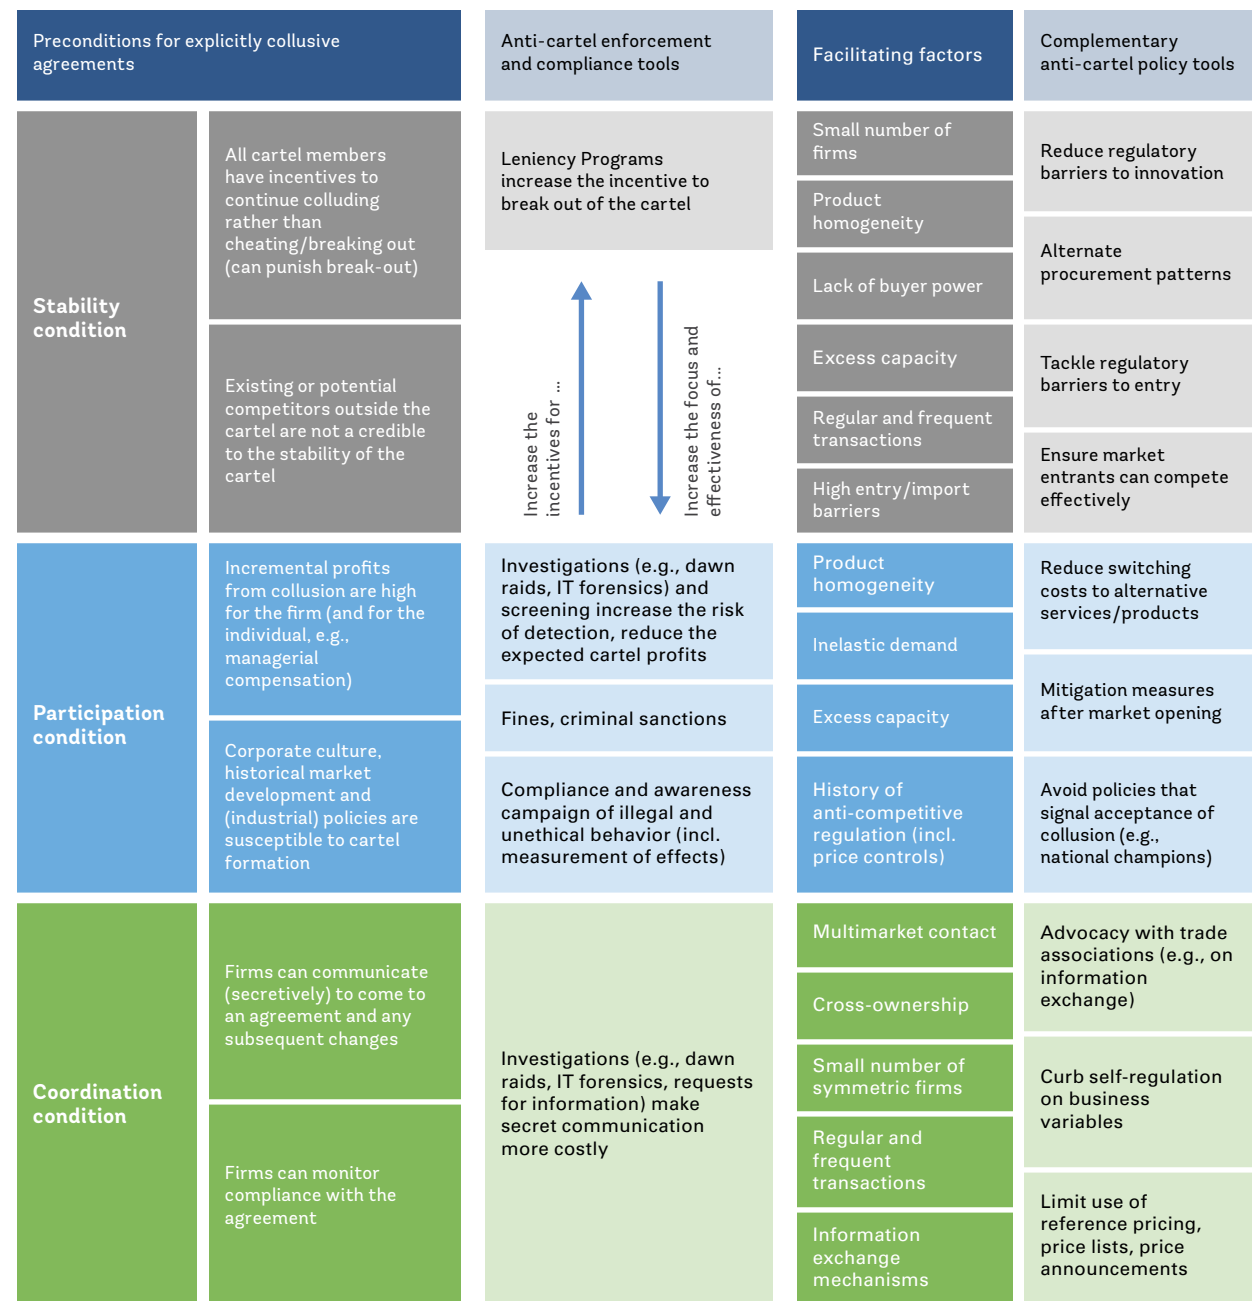 Preconditions for explicitly collusive
agreements
Anti-cartel enforcement
and compliance tools
Facilitating factors
Complementary
anti-cartel policy tools
Stability
condition
All cartel members
have incentives to
continue colluding
rather than
cheating/breaking out
(can punish break-out)
Existing or potential
competitors outside the
cartel are not a credible
to the stability of the
cartel
Leniency Programs
increase the incentive to
break out of the cartel
Increase the
incentives for ...
Increase the focus and
effectiveness of...
Small number of
firms
Product
homogeneity
Lack of buyer power
Excess capacity
Regular and frequent
transactions
High entry/import
barriers
Reduce regulatory
barriers to innovation
Alternate
procurement patterns
Tackle regulatory
barriers to entry
Ensure market
entrants can compete
effectively
Participation
condition
Incremental profits
from collusion are high
for the firm (and for the
individual, e.g.,
managerial
compensation)
Corporate culture,
historical market
development and
(industrial) policies are
susceptible to cartel
formation
Investigations (e.g., dawn
raids, IT forensics) and
screening increase the risk
of detection, reduce the
expected cartel profits
Fines, criminal sanctions
Compliance and awareness
campaign of illegal and
unethical behavior (incl.
measurement of effects)
Product
homogeneity
Inelastic demand
Excess capacity
History of
anti-competitive
regulation (incl.
price controls)
Reduce switching
costs to alternative
services/products
Mitigation measures
after market opening
Avoid policies that
signal acceptance of
collusion (e.g.,
national champions)
Coordination
condition
Firms can communicate
(secretively) to come to
an agreement and any
subsequent changes
Firms can monitor
compliance with the
agreement
Investigations (e.g., dawn
raids, IT forensics, requests
for information) make
secret communication
more costly
Multimarket contact
Cross-ownership
Small number of
symmetric firms
Regular and
frequent
transactions
Information
exchange
mechanisms
Advocacy with trade
associations (e.g., on
information
exchange)
Curb self-regulation
on business
variables
Limit use of
reference pricing,
price lists, price
announcements